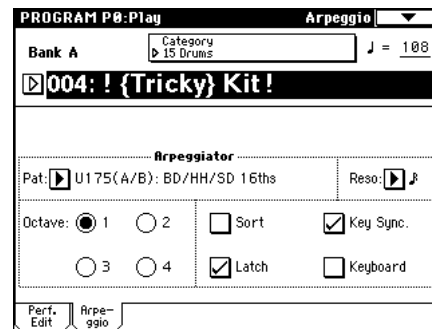 PROGRAM P0:Play Arpeggio
Bank A Category 15 Drums ♩ = 108
004: ! {Tricky} Kit !
Arpeggiator
Pat: U175(A/B): BD/HH/SD 16ths Reso: ♪
Octave: 1 2 Sort Key Sync.
3 4 Latch Keyboard
Perf. Edit Arpe-ggio